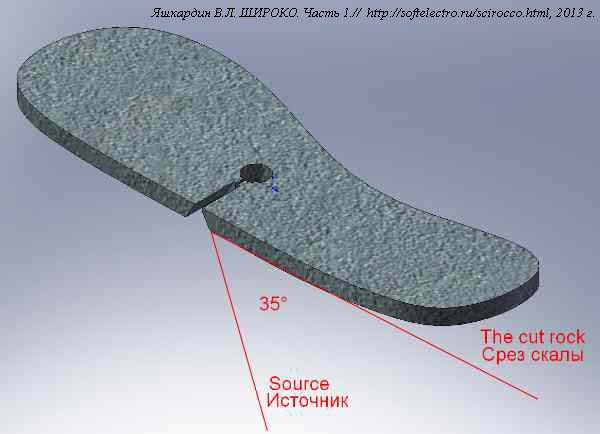 Яшкардин В.Л. ШИРОКО. Часть 1.// http://softelectro.ru/scirocco.html, 2013 г.
35°
The cut rock
Срез скалы
Source
Источник